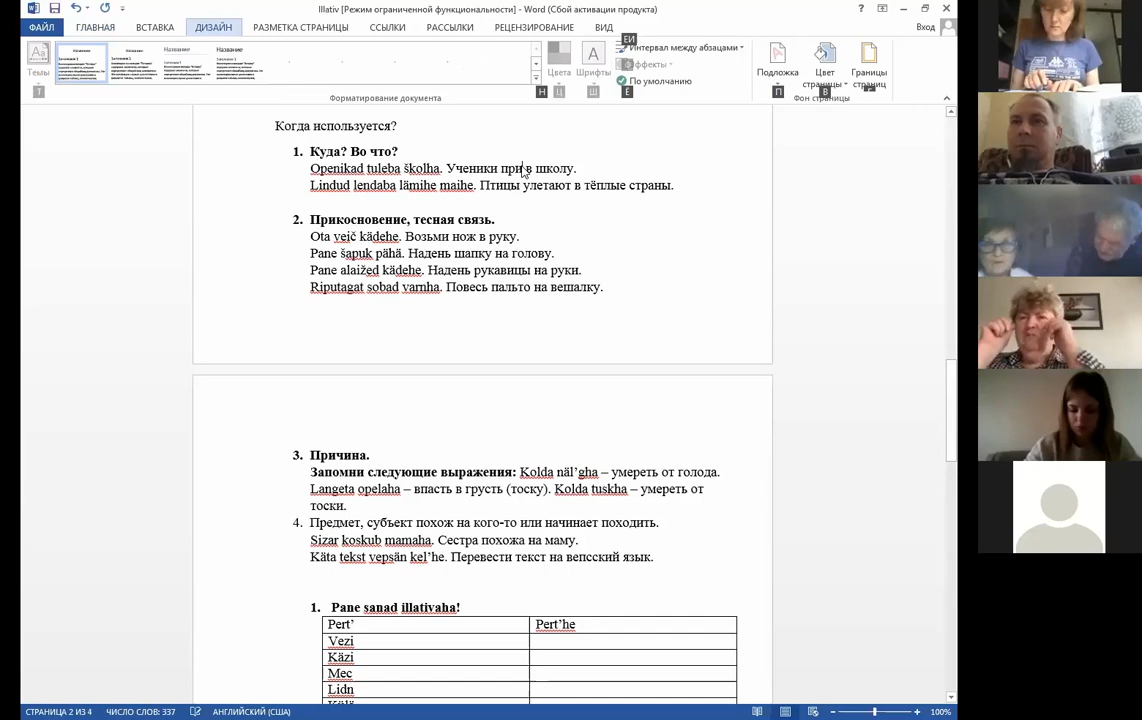 Illativ [Режим ограниченной функциональности] - Word (Сбой активации продукта)
Вход
ФАЙЛ ГЛАВНАЯ ВСТАВКА ДИЗАЙН РАЗМЕТКА СТРАНИЦЫ ССЫЛКИ РАССЫЛКИ РЕЦЕНЗИРОВАНИЕ ВИД
Темы
Название Название Название Название
Цвета Шрифты
Интервал между абзацами
Эффекты
По умолчанию
Подложка Цвет страницы Границы страниц
Форматирование документа
Фон страницы
Когда используется?
1. Куда? Во что?
Openikad tuleba školha. Ученики при в школу.
Lindud lendaba lämihe maihe. Птицы улетают в тёплые страны.
2. Прикосновение, тесная связь.
Ota veič kädehe. Возьми нож в руку.
Pane šapuk pähä. Надень шапку на голову.
Pane alaižed kädehe. Надень рукавицы на руки.
Riputagat sobad varnha. Повесь пальто на вешалку.
3. Причина.
Запомни следующие выражения: Kolda näl’gha – умереть от голода.
Langeta opelaha – впасть в грусть (тоску). Kolda tuskha – умереть от
тоски.
4. Предмет, субъект похож на кого-то или начинает походить.
Sizar koskub mamaha. Сестра похожа на маму.
Käta tekst vepsän kel’he. Перевести текст на вепсский язык.
1. Pane sanad illativaha!
Pert’ Pert’he
Vezi
Käzi
Mec
Lidn
СТРАНИЦА 2 ИЗ 4 ЧИСЛО СЛОВ: 337 АНГЛИЙСКИЙ (США) 100%